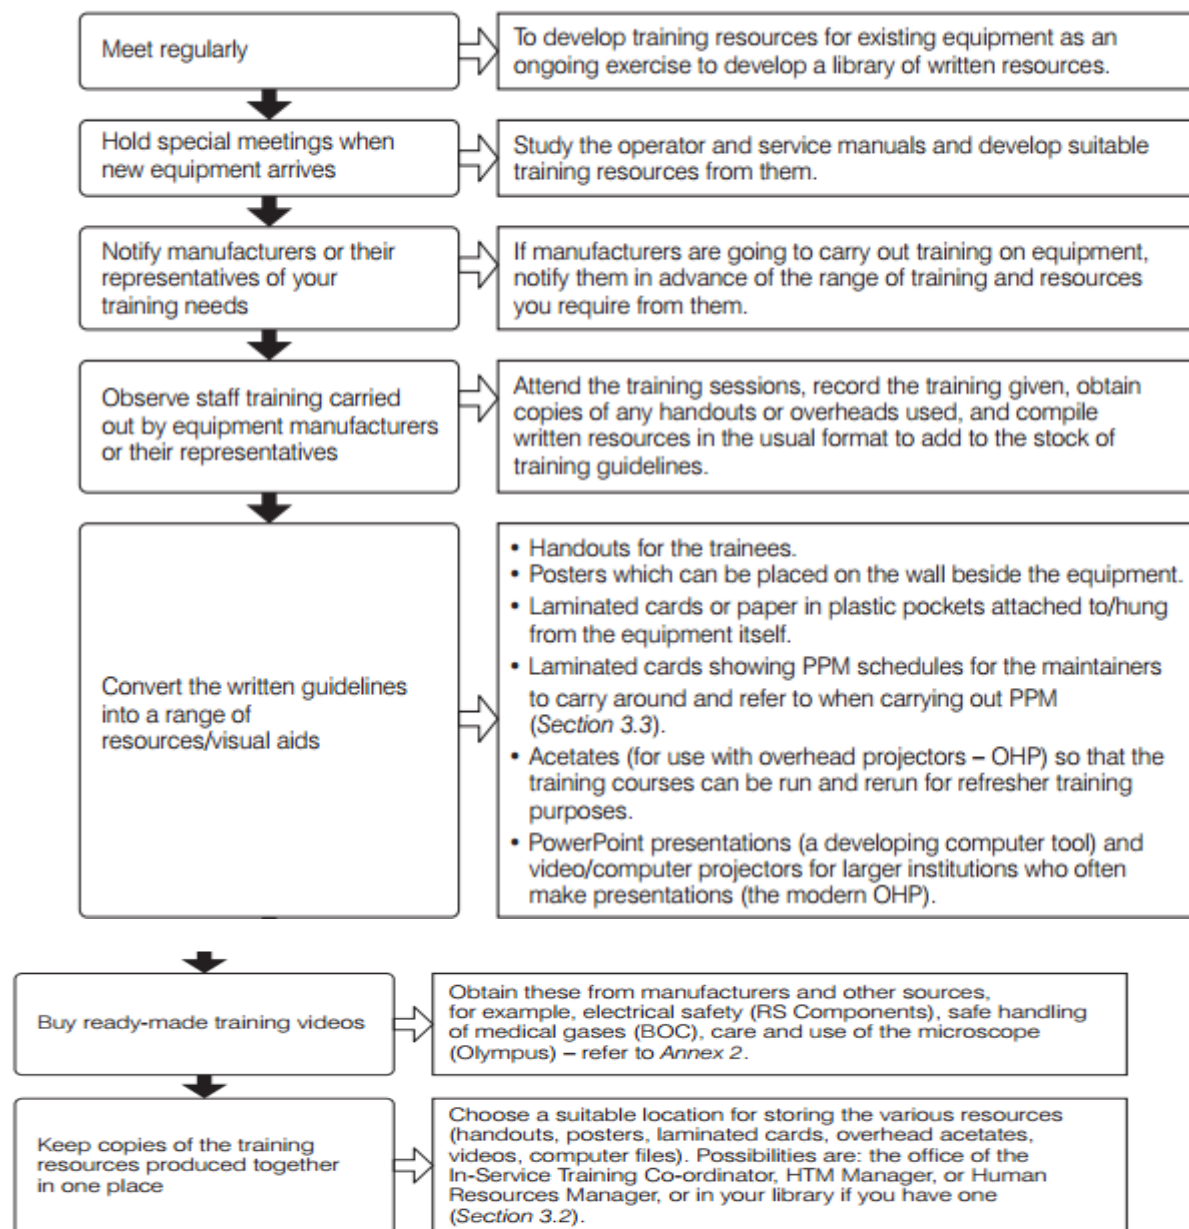 Meet regularly
To develop training resources for existing equipment as an
ongoing exercise to develop a library of written resources.
Hold special meetings when
new equipment arrives
Study the operator and service manuals and develop suitable
training resources from them.
Notify manufacturers or their
representatives of your
training needs
If manufacturers are going to carry out training on equipment,
notify them in advance of the range of training and resources
you require from them.
Observe staff training carried
out by equipment manufacturers
or their representatives
Attend the training sessions, record the training given, obtain
copies of any handouts or overheads used, and compile
written resources in the usual format to add to the stock of
training guidelines.
Convert the written guidelines
into a range of
resources/visual aids
• Handouts for the trainees.
• Posters which can be placed on the wall beside the equipment.
• Laminated cards or paper in plastic pockets attached to/hung
from the equipment itself.
• Laminated cards showing PPM schedules for the maintainers
to carry around and refer to when carrying out PPM
(Section 3.3).
• Acetates (for use with overhead projectors – OHP) so that the
training courses can be run and rerun for refresher training
purposes.
• PowerPoint presentations (a developing computer tool) and
video/computer projectors for larger institutions who often
make presentations (the modern OHP).
Buy ready-made training videos
Obtain these from manufacturers and other sources,
for example, electrical safety (RS Components), safe handling
of medical gases (BOC), care and use of the microscope
(Olympus) – refer to Annex 2.
Keep copies of the training
resources produced together
in one place
Choose a suitable location for storing the various resources
(handouts, posters, laminated cards, overhead acetates,
videos, computer files). Possibilities are: the office of the
In-Service Training Co-ordinator, HTM Manager, or Human
Resources Manager, or in your library if you have one
(Section 3.2).